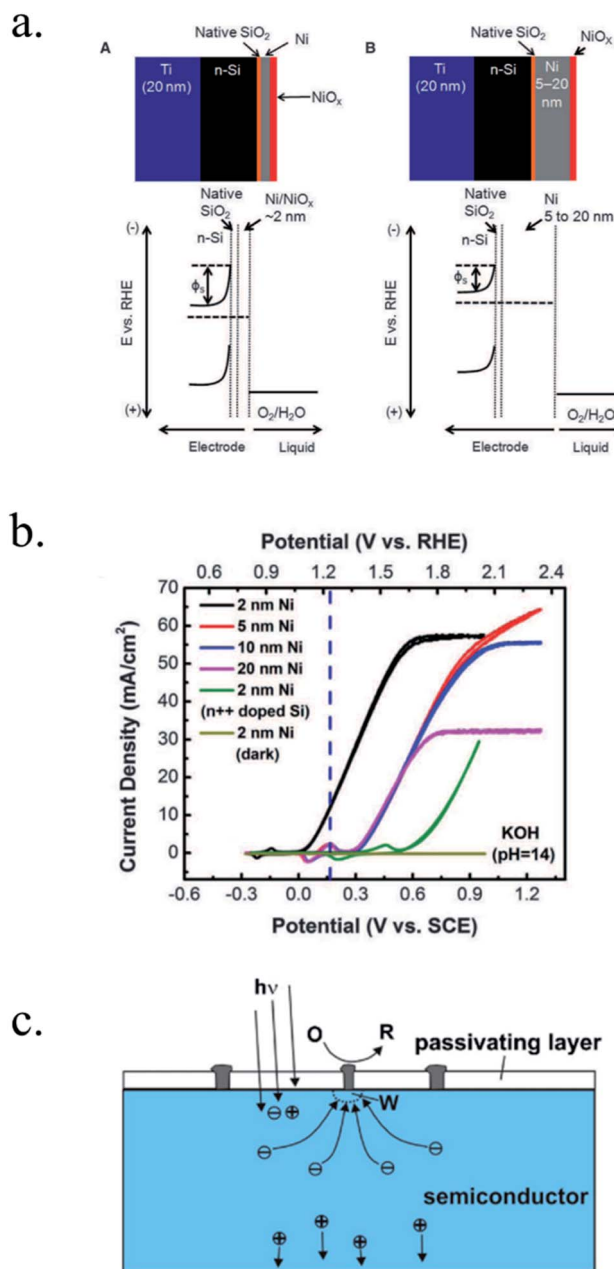 a.
A
Native SiO2
Ni
Ti
(20 nm)
n-Si
NiOx
Native
SiO2
Ni/NiOx
~2 nm
n-Si
(-)
E vs. RHE
ϕs
(+)
O2/H2O
Electrode
Liquid
B
Native SiO2
NiOx
Ti
(20 nm)
n-Si
Ni
5–20
nm
Native
SiO2
Ni
5 to 20 nm
n-Si
(-)
E vs. RHE
ϕs
(+)
O2/H2O
Electrode
Liquid
b.
Potential (V vs. RHE)
0.6 0.9 1.2 1.5 1.8 2.1 2.4
Current Density (mA/cm2)
70
60
50
40
30
20
10
0
2 nm Ni
5 nm Ni
10 nm Ni
20 nm Ni
2 nm Ni
(n++ doped Si)
2 nm Ni
(dark)
KOH
(pH=14)
-0.6 -0.3 0.0 0.3 0.6 0.9 1.2
Potential (V vs. SCE)
c.
hν
O
R
passivating layer
W
semiconductor